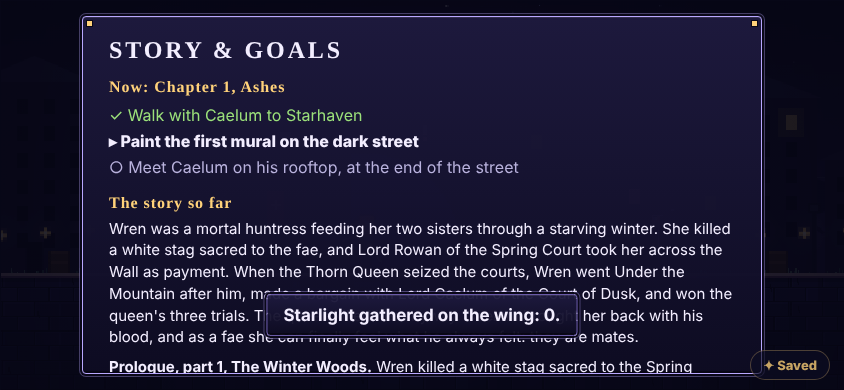 STORY & GOALS
Now: Chapter 1, Ashes
✓ Walk with Caelum to Starhaven
▸ Paint the first mural on the dark street
○ Meet Caelum on his rooftop, at the end of the street
The story so far
Wren was a mortal huntress feeding her two sisters through a starving winter. She killed
a white stag sacred to the fae, and Lord Rowan of the Spring Court took her across the
Wall as payment. When the Thorn Queen seized the courts, Wren went Under the
Mountain after him, made a bargain with Lord Caelum of the Court of Dusk, and won the
queen's three trials. her back with his
Starlight gathered on the wing: 0.
blood, and as a fae she can finally feel what he always felt: they are mates.
Prologue, part 1, The Winter Woods. Wren killed a white stag sacred to the Spring
✦ Saved